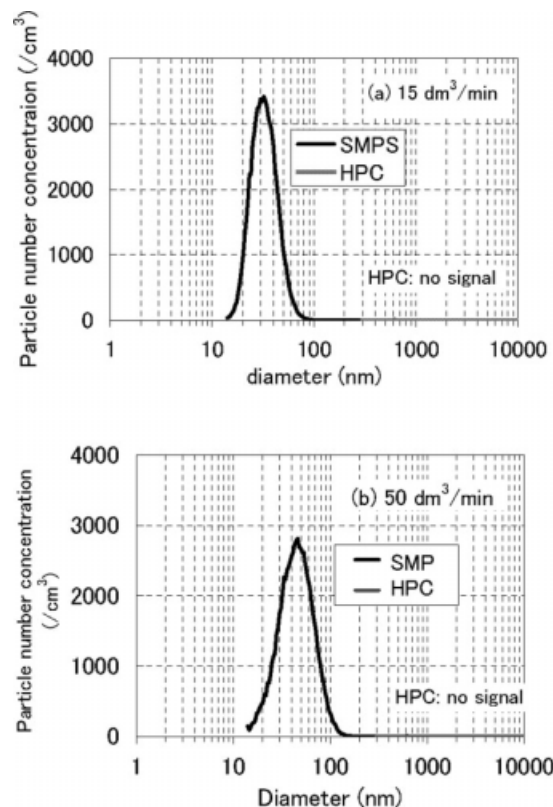 Particle number concentraion (/cm³)
4000
3000
2000
1000
0
(a) 15 dm³/min
SMPS
HPC
HPC: no signal
1 10 100 1000 10000
diameter (nm)
Particle number concentration
(/cm³)
4000
3000
2000
1000
0
(b) 50 dm³/min
SMP
HPC
HPC: no signal
1 10 100 1000 10000
Diameter (nm)